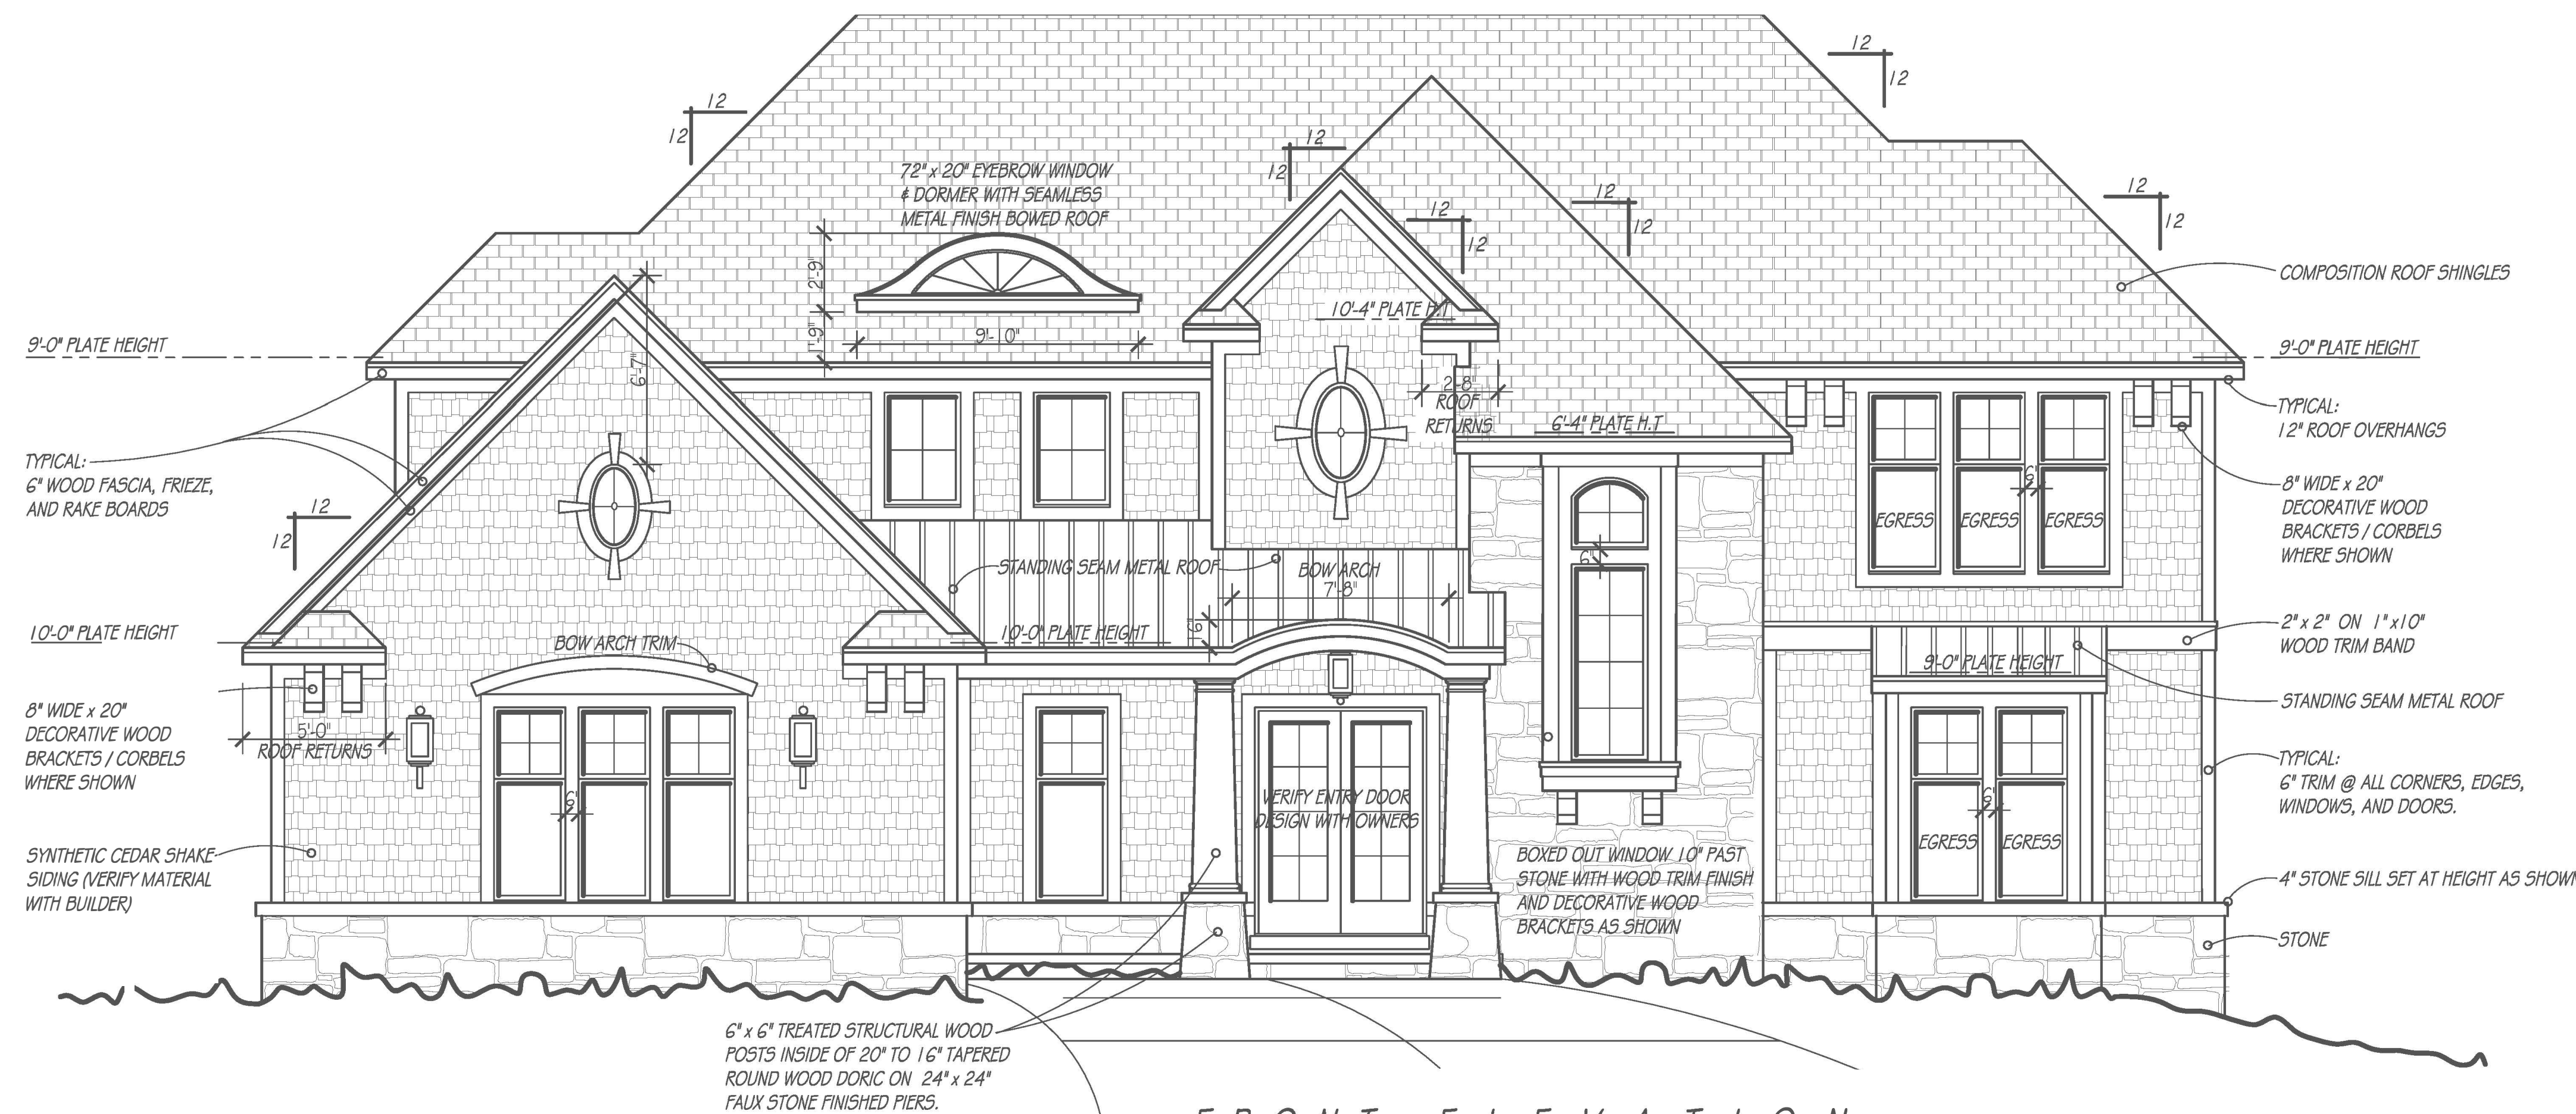 12
12
12
12
12
12
72" x 20" EYEBROW WINDOW
& DORMER WITH SEAMLESS
METAL FINISH BOWED ROOF
12
12
12
12
12
12
12
12
COMPOSITION ROOF SHINGLES
2'-9"
1'-9"
9'-10"
6'-7"
10'-4" PLATE H.T
9'-0" PLATE HEIGHT
9'-0" PLATE HEIGHT
2'-8"
ROOF
RETURNS
6'-4" PLATE H.T
TYPICAL:
12" ROOF OVERHANGS
TYPICAL:
6" WOOD FASCIA, FRIEZE,
AND RAKE BOARDS
12
12
6"
EGRESS
EGRESS
EGRESS
8" WIDE x 20"
DECORATIVE WOOD
BRACKETS / CORBELS
WHERE SHOWN
STANDING SEAM METAL ROOF
BOW ARCH
7'-8"
6"
10'-0" PLATE HEIGHT
10'-0" PLATE HEIGHT
BOW ARCH TRIM
2" x 2" ON 1"x10"
WOOD TRIM BAND
9'-0" PLATE HEIGHT
STANDING SEAM METAL ROOF
8" WIDE x 20"
DECORATIVE WOOD
BRACKETS / CORBELS
WHERE SHOWN
5'-0"
ROOF RETURNS
6"
VERIFY ENTRY DOOR
DESIGN WITH OWNERS
TYPICAL:
6" TRIM @ ALL CORNERS, EDGES,
WINDOWS, AND DOORS.
6"
EGRESS
EGRESS
SYNTHETIC CEDAR SHAKE
SIDING (VERIFY MATERIAL
WITH BUILDER)
BOXED OUT WINDOW 10" PAST
STONE WITH WOOD TRIM FINISH
AND DECORATIVE WOOD
BRACKETS AS SHOWN
4" STONE SILL SET AT HEIGHT AS SHOWN
STONE
6" x 6" TREATED STRUCTURAL WOOD
POSTS INSIDE OF 20" TO 16" TAPERED
ROUND WOOD DORIC ON 24" x 24"
FAUX STONE FINISHED PIERS.
FRONT ELEVATION